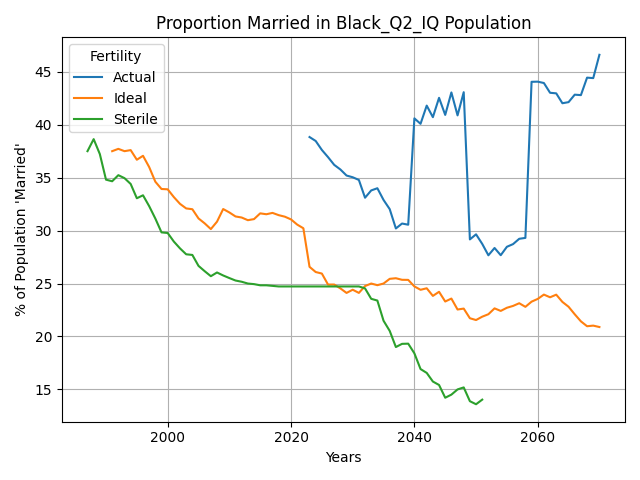 Proportion Married in Black_Q2_IQ Population
% of Population 'Married'
Fertility
Actual
Ideal
Sterile
45
40
35
30
25
20
15
2000
2020
2040
2060
Years